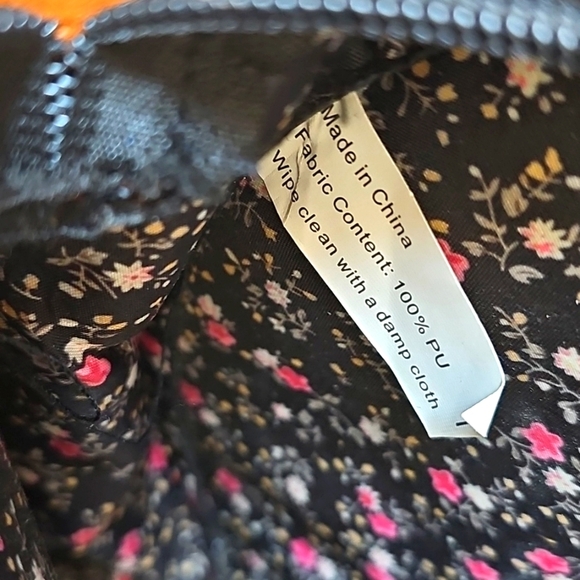 Made in China
Fabric Content: 100% PU
Wipe clean with a damp cloth